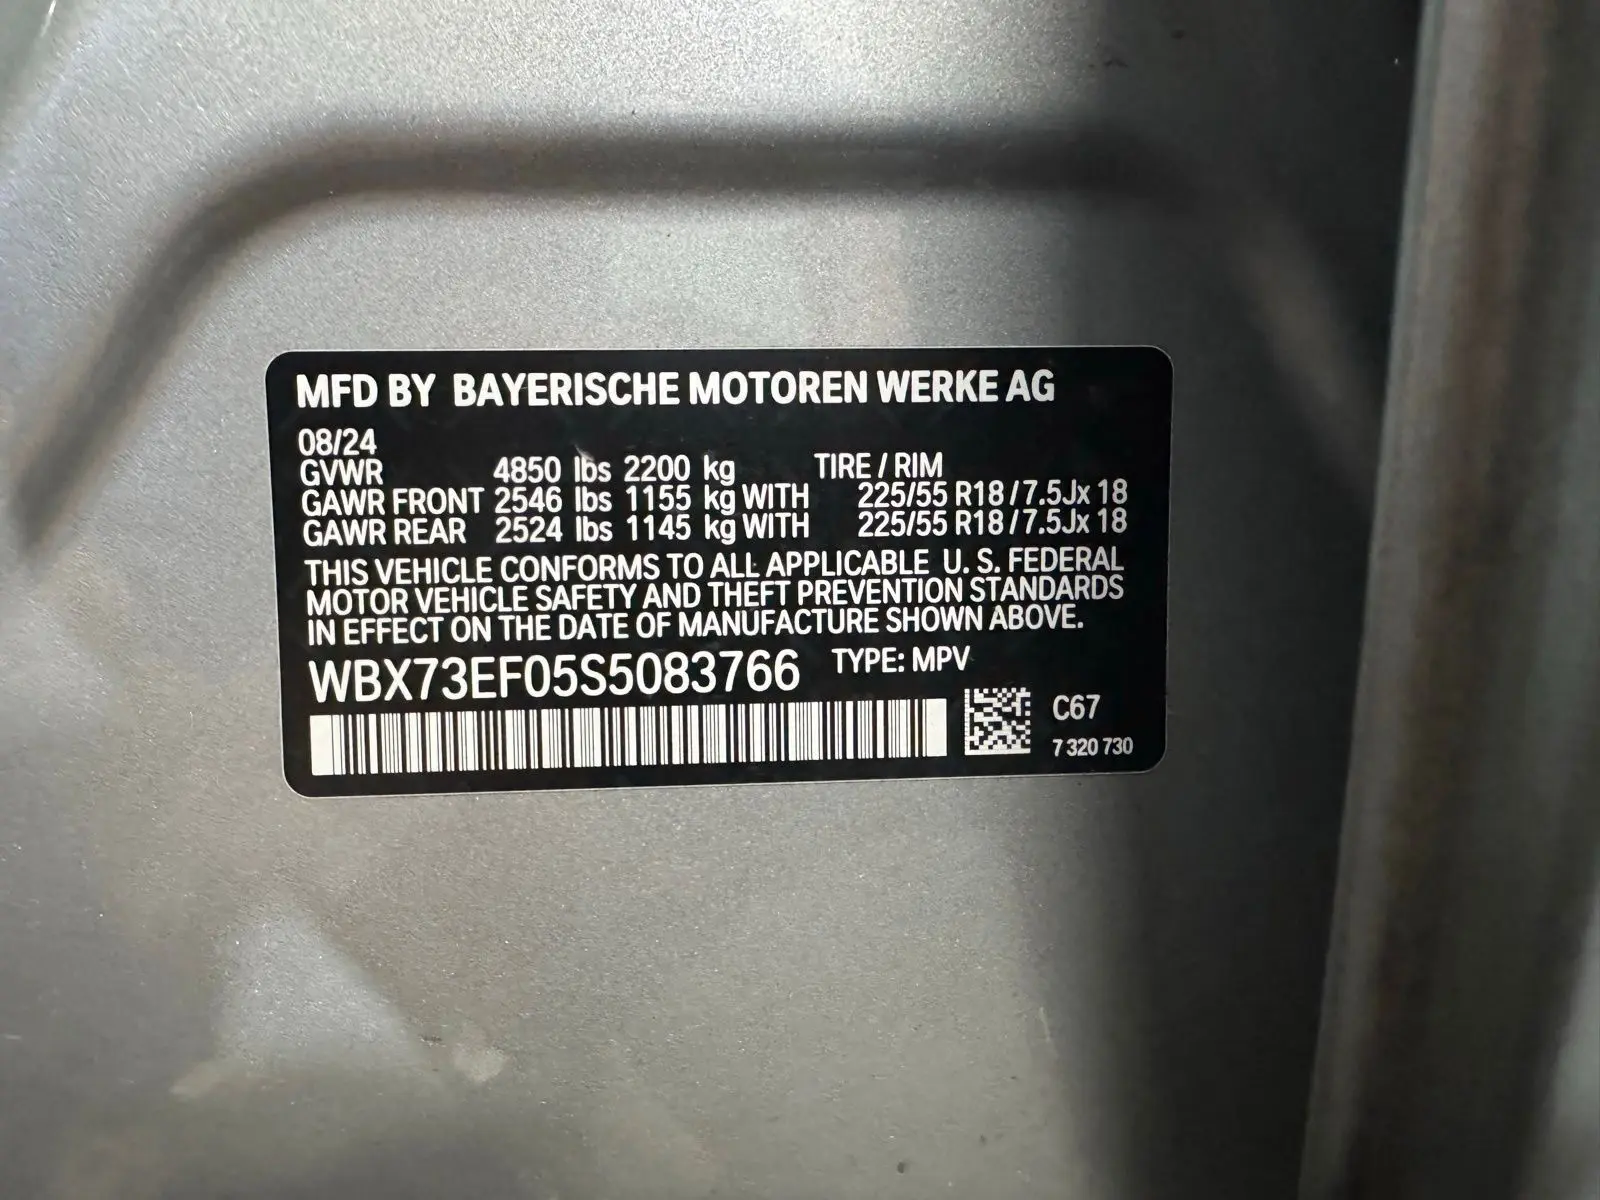 MFD BY BAYERISCHE MOTOREN WERKE AG
08/24
GVWR 4850 lbs 2200 kg TIRE / RIM
GAWR FRONT 2546 lbs 1155 kg WITH 225/55 R18 / 7.5Jx 18
GAWR REAR 2524 lbs 1145 kg WITH 225/55 R18 / 7.5Jx 18
THIS VEHICLE CONFORMS TO ALL APPLICABLE U. S. FEDERAL
MOTOR VEHICLE SAFETY AND THEFT PREVENTION STANDARDS
IN EFFECT ON THE DATE OF MANUFACTURE SHOWN ABOVE.
WBX73EF05S5083766 TYPE: MPV
C67
7 320 730